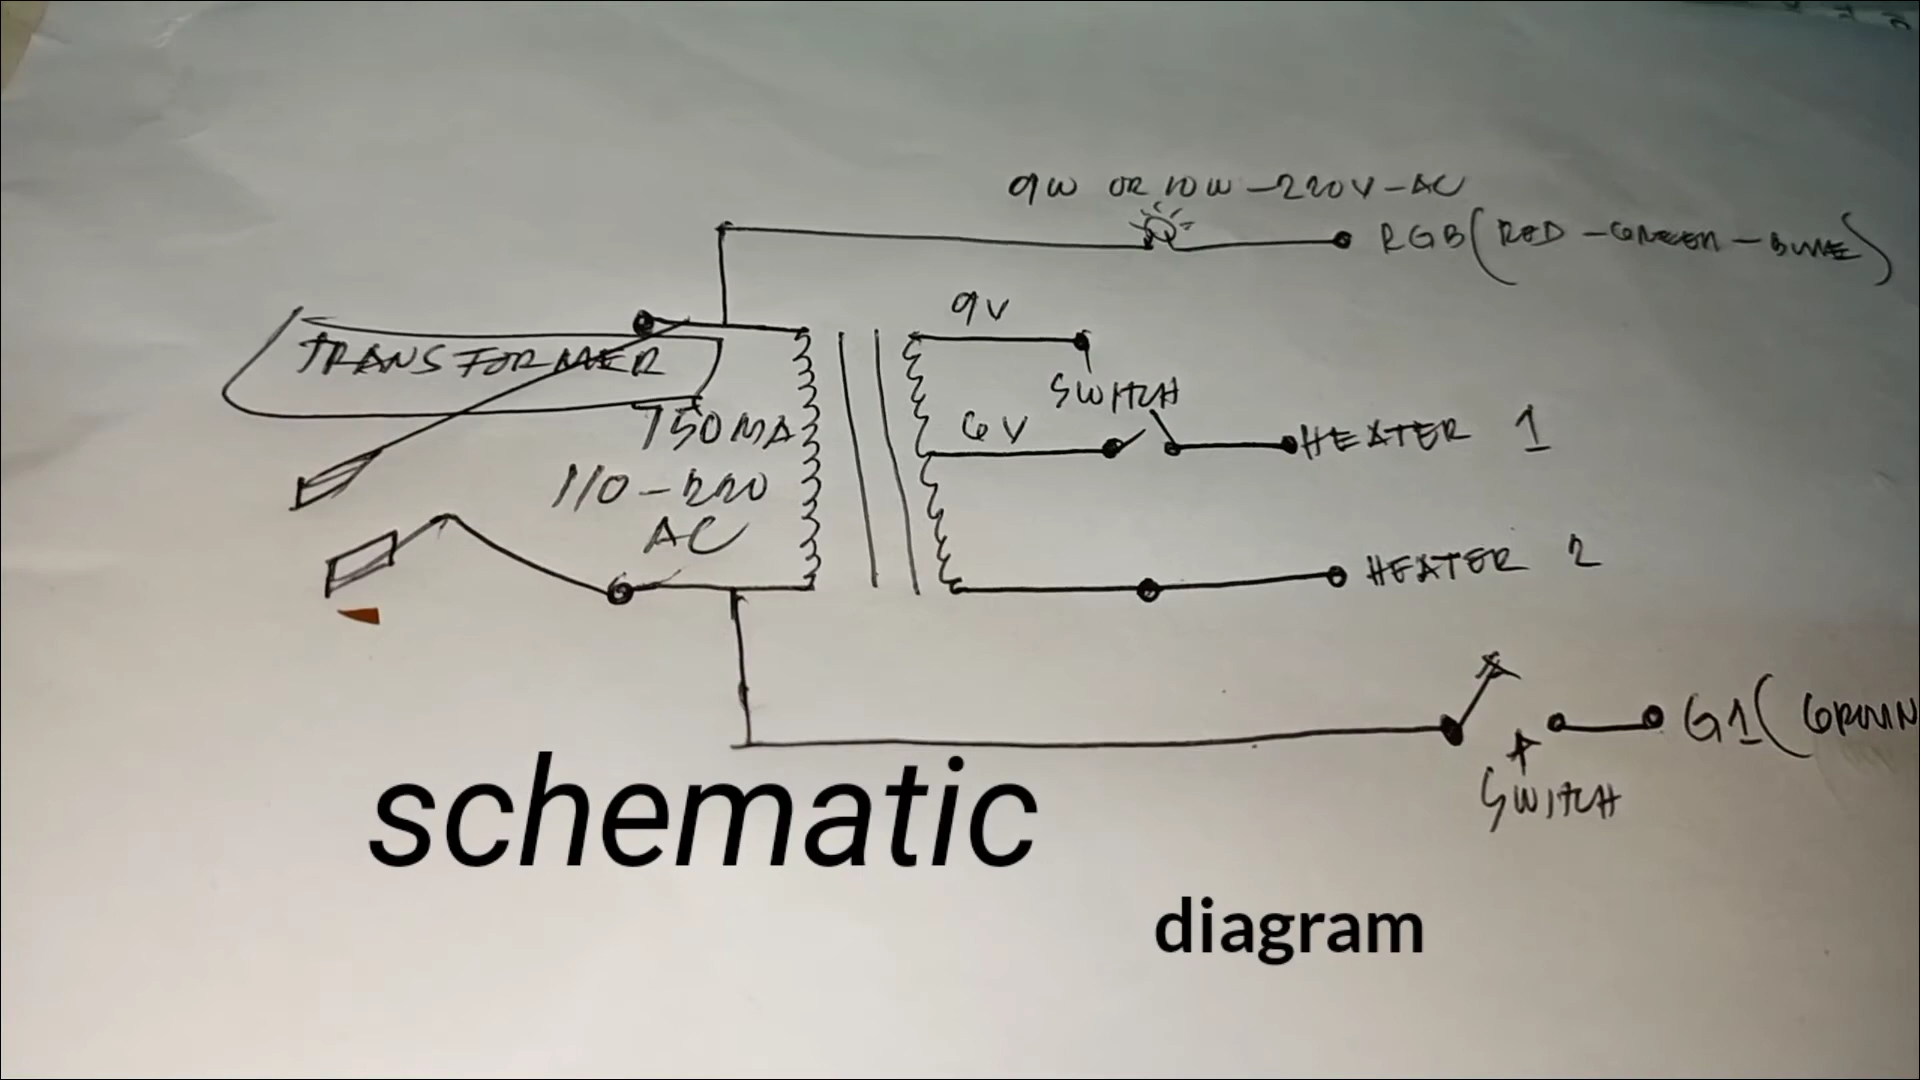 9W OR 10W-220V-AC
RGB (RED-GREEN-BLUE)
9V
TRANSFORMER
SWITCH
750MA
6V
HEATER 1
110-220
AC
HEATER 2
G1(
SWITCH
schematic
diagram